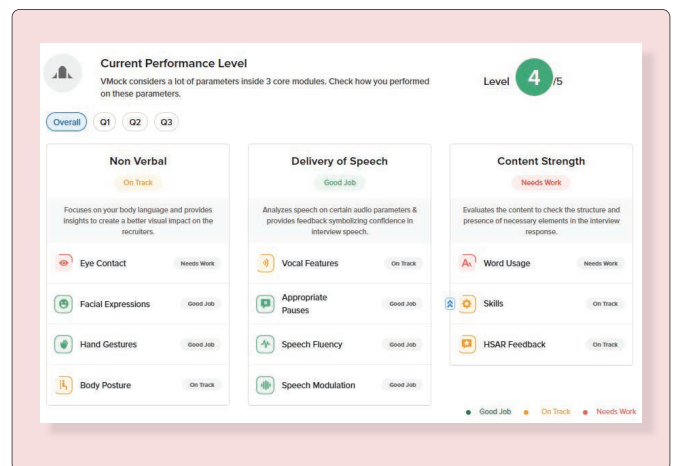 Current Performance Level
VMock considers a lot of parameters inside 3 core modules. Check how you performed
on these parameters.
Level 4 /5
Overall Q1 Q2 Q3
Non Verbal
On Track
Focuses on your body language and provides
insights to create a better visual impact on the
recruiters.
Eye Contact Needs Work
Facial Expressions Good Job
Hand Gestures Good Job
Body Posture On Track
Delivery of Speech
Good Job
Analyzes speech on certain audio parameters &
provides feedback symbolizing confidence in
interview speech.
Vocal Features On Track
Appropriate
Pauses
Good Job
Speech Fluency Good Job
Speech Modulation Good Job
Content Strength
Needs Work
Evaluates the content to check the structure and
presence of necessary elements in the interview
response.
Word Usage Needs Work
Skills On Track
HSAR Feedback On Track
Good Job On Track Needs Work